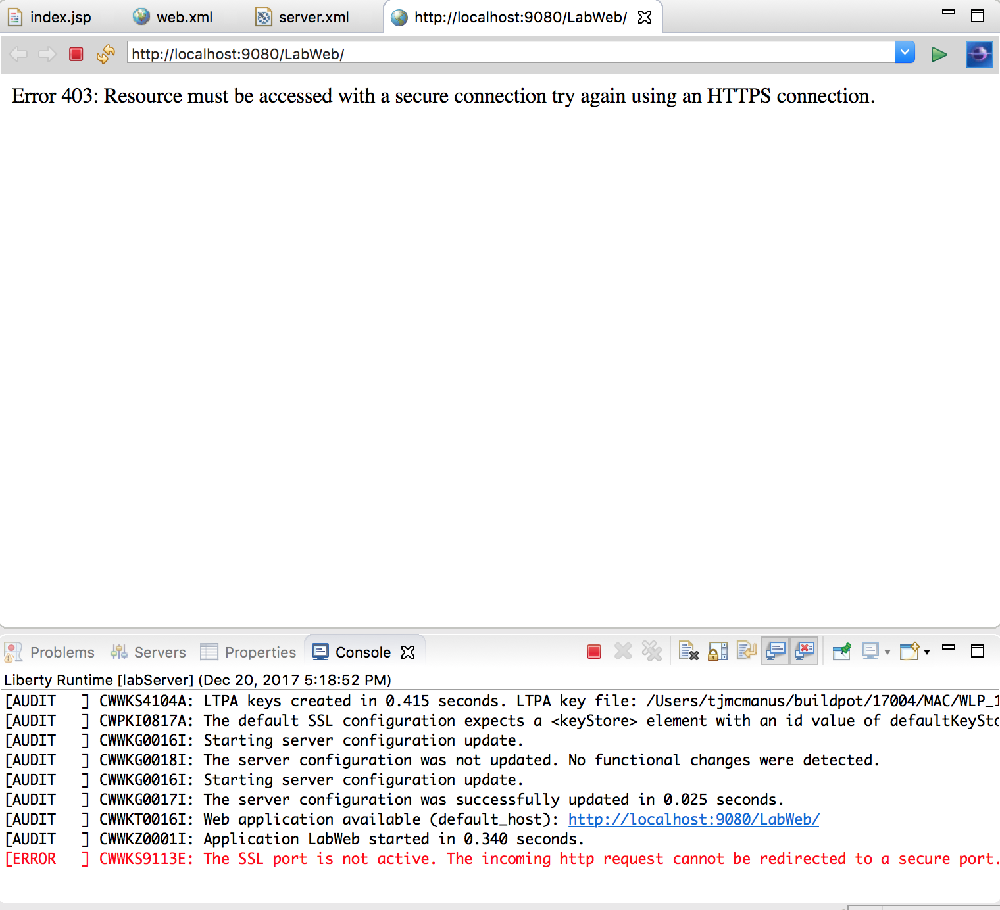 index.jsp web.xml server.xml http://localhost:9080/LabWeb/
http://localhost:9080/LabWeb/
Error 403: Resource must be accessed with a secure connection try again using an HTTPS connection.
Problems Servers Properties Console
Liberty Runtime [labServer] (Dec 20, 2017 5:18:52 PM)
[AUDIT   ] CWWKS4104A: LTPA keys created in 0.415 seconds. LTPA key file: /Users/tjmcmanus/buildpot/17004/MAC/WLP_1
[AUDIT   ] CWPKI0817A: The default SSL configuration expects a <keyStore> element with an id value of defaultKeySto
[AUDIT   ] CWWKG0016I: Starting server configuration update.
[AUDIT   ] CWWKG0018I: The server configuration was not updated. No functional changes were detected.
[AUDIT   ] CWWKG0016I: Starting server configuration update.
[AUDIT   ] CWWKG0017I: The server configuration was successfully updated in 0.025 seconds.
[AUDIT   ] CWWKT0016I: Web application available (default_host): http://localhost:9080/LabWeb/
[AUDIT   ] CWWKZ0001I: Application LabWeb started in 0.340 seconds.
[ERROR   ] CWWKS9113E: The SSL port is not active. The incoming http request cannot be redirected to a secure port.